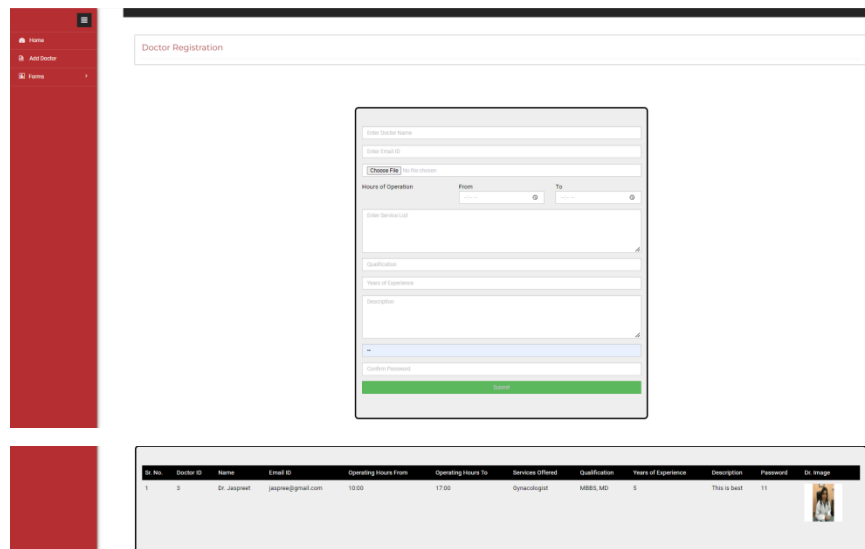 Home
Add Doctor
Forms
Doctor Registration
Enter Doctor Name
Enter Email ID
Choose File No file chosen
Hours of Operation From To
--:-- -- --:-- --
Enter Service List
Qualification
Years of Experience
Description
Confirm Password
Submit
Sr. No. Doctor ID Name Email ID Operating Hours From Operating Hours To Services Offered Qualification Years of Experience Description Password Dr. Image
1 3 Dr. Jaspreet jaspree@gmail.com 10:00 17:00 Gynacologist MBBS, MD 5 This is best 11